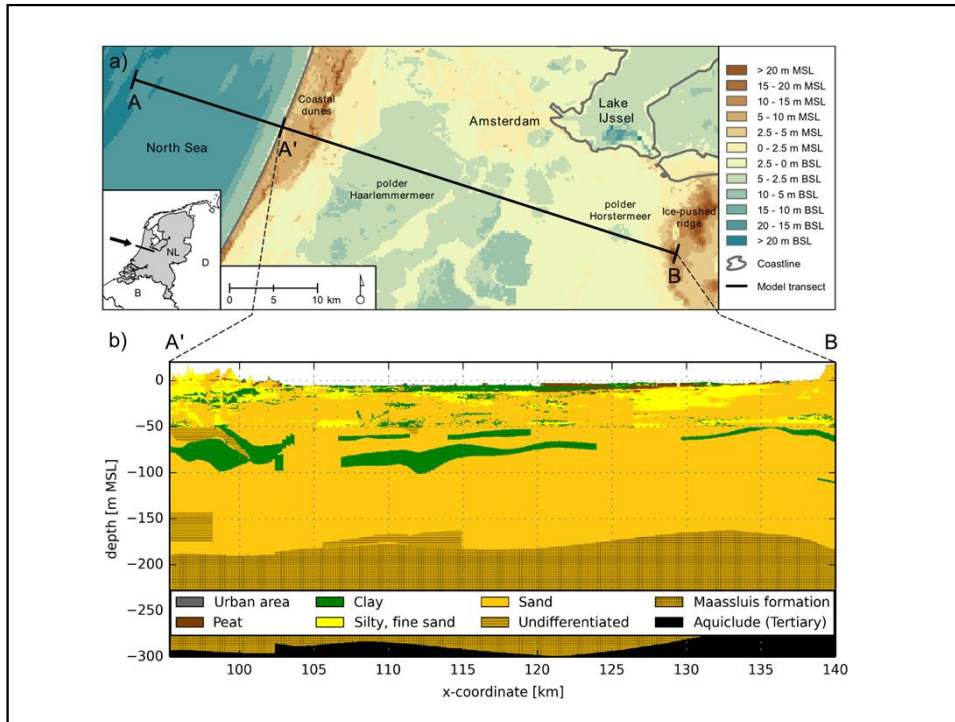 a)
A
North Sea
A'
Coastal
dunes
Amsterdam
Lake
IJssel
polder
Haarlemmermeer
polder
Horstermeer
Ice-pushed
ridge
B
NL
D
B
0 5 10
km
> 20 m MSL
15 - 20 m MSL
10 - 15 m MSL
5 - 10 m MSL
2.5 - 5 m MSL
0 - 2.5 m MSL
2.5 - 0 m BSL
5 - 2.5 m BSL
10 - 5 m BSL
15 - 10 m BSL
20 - 15 m BSL
> 20 m BSL
Coastline
Model transect
b)
A'
B
0
−50
−100
−150
−200
−250
−300
depth [m MSL]
Urban area
Clay
Sand
Maassluis formation
Peat
Silty, fine sand
Undifferentiated
Aquiclude (Tertiary)
100 105 110 115 120 125 130 135 140
x-coordinate [km]